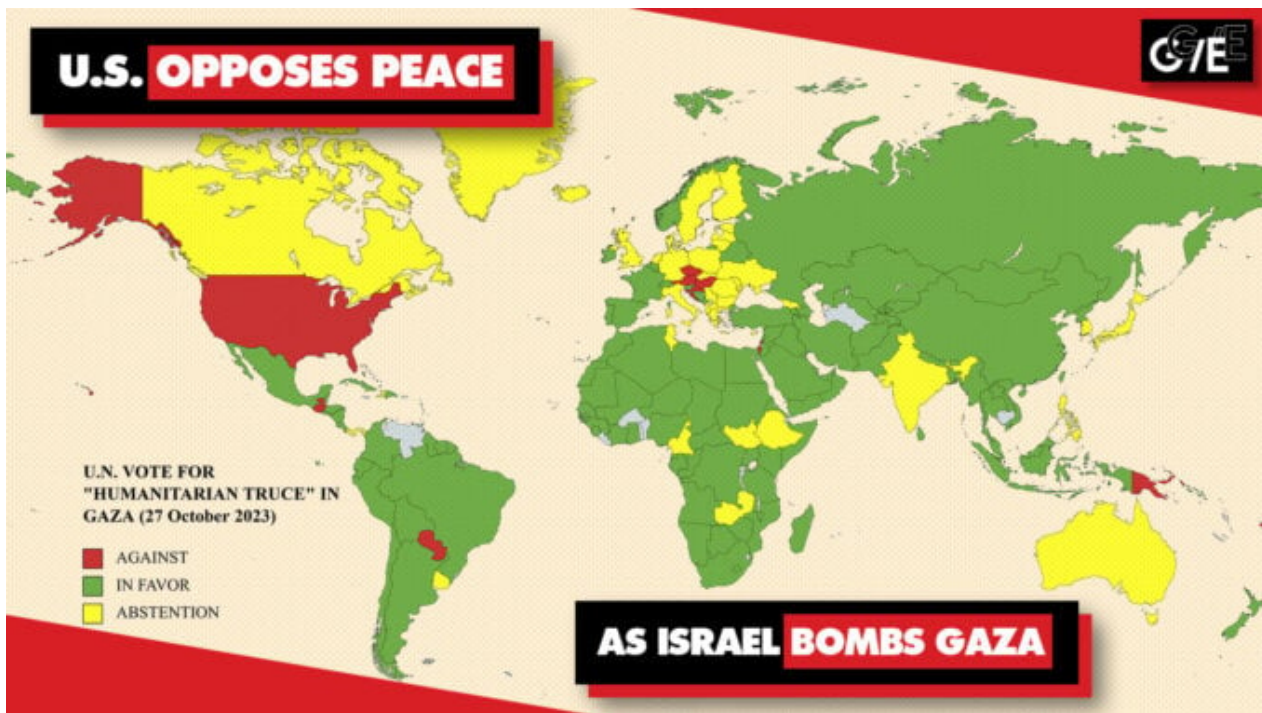 U.S. OPPOSES PEACE
G/E
U.N. VOTE FOR
"HUMANITARIAN TRUCE" IN
GAZA (27 October 2023)
AGAINST
IN FAVOR
ABSTENTION
AS ISRAEL BOMBS GAZA